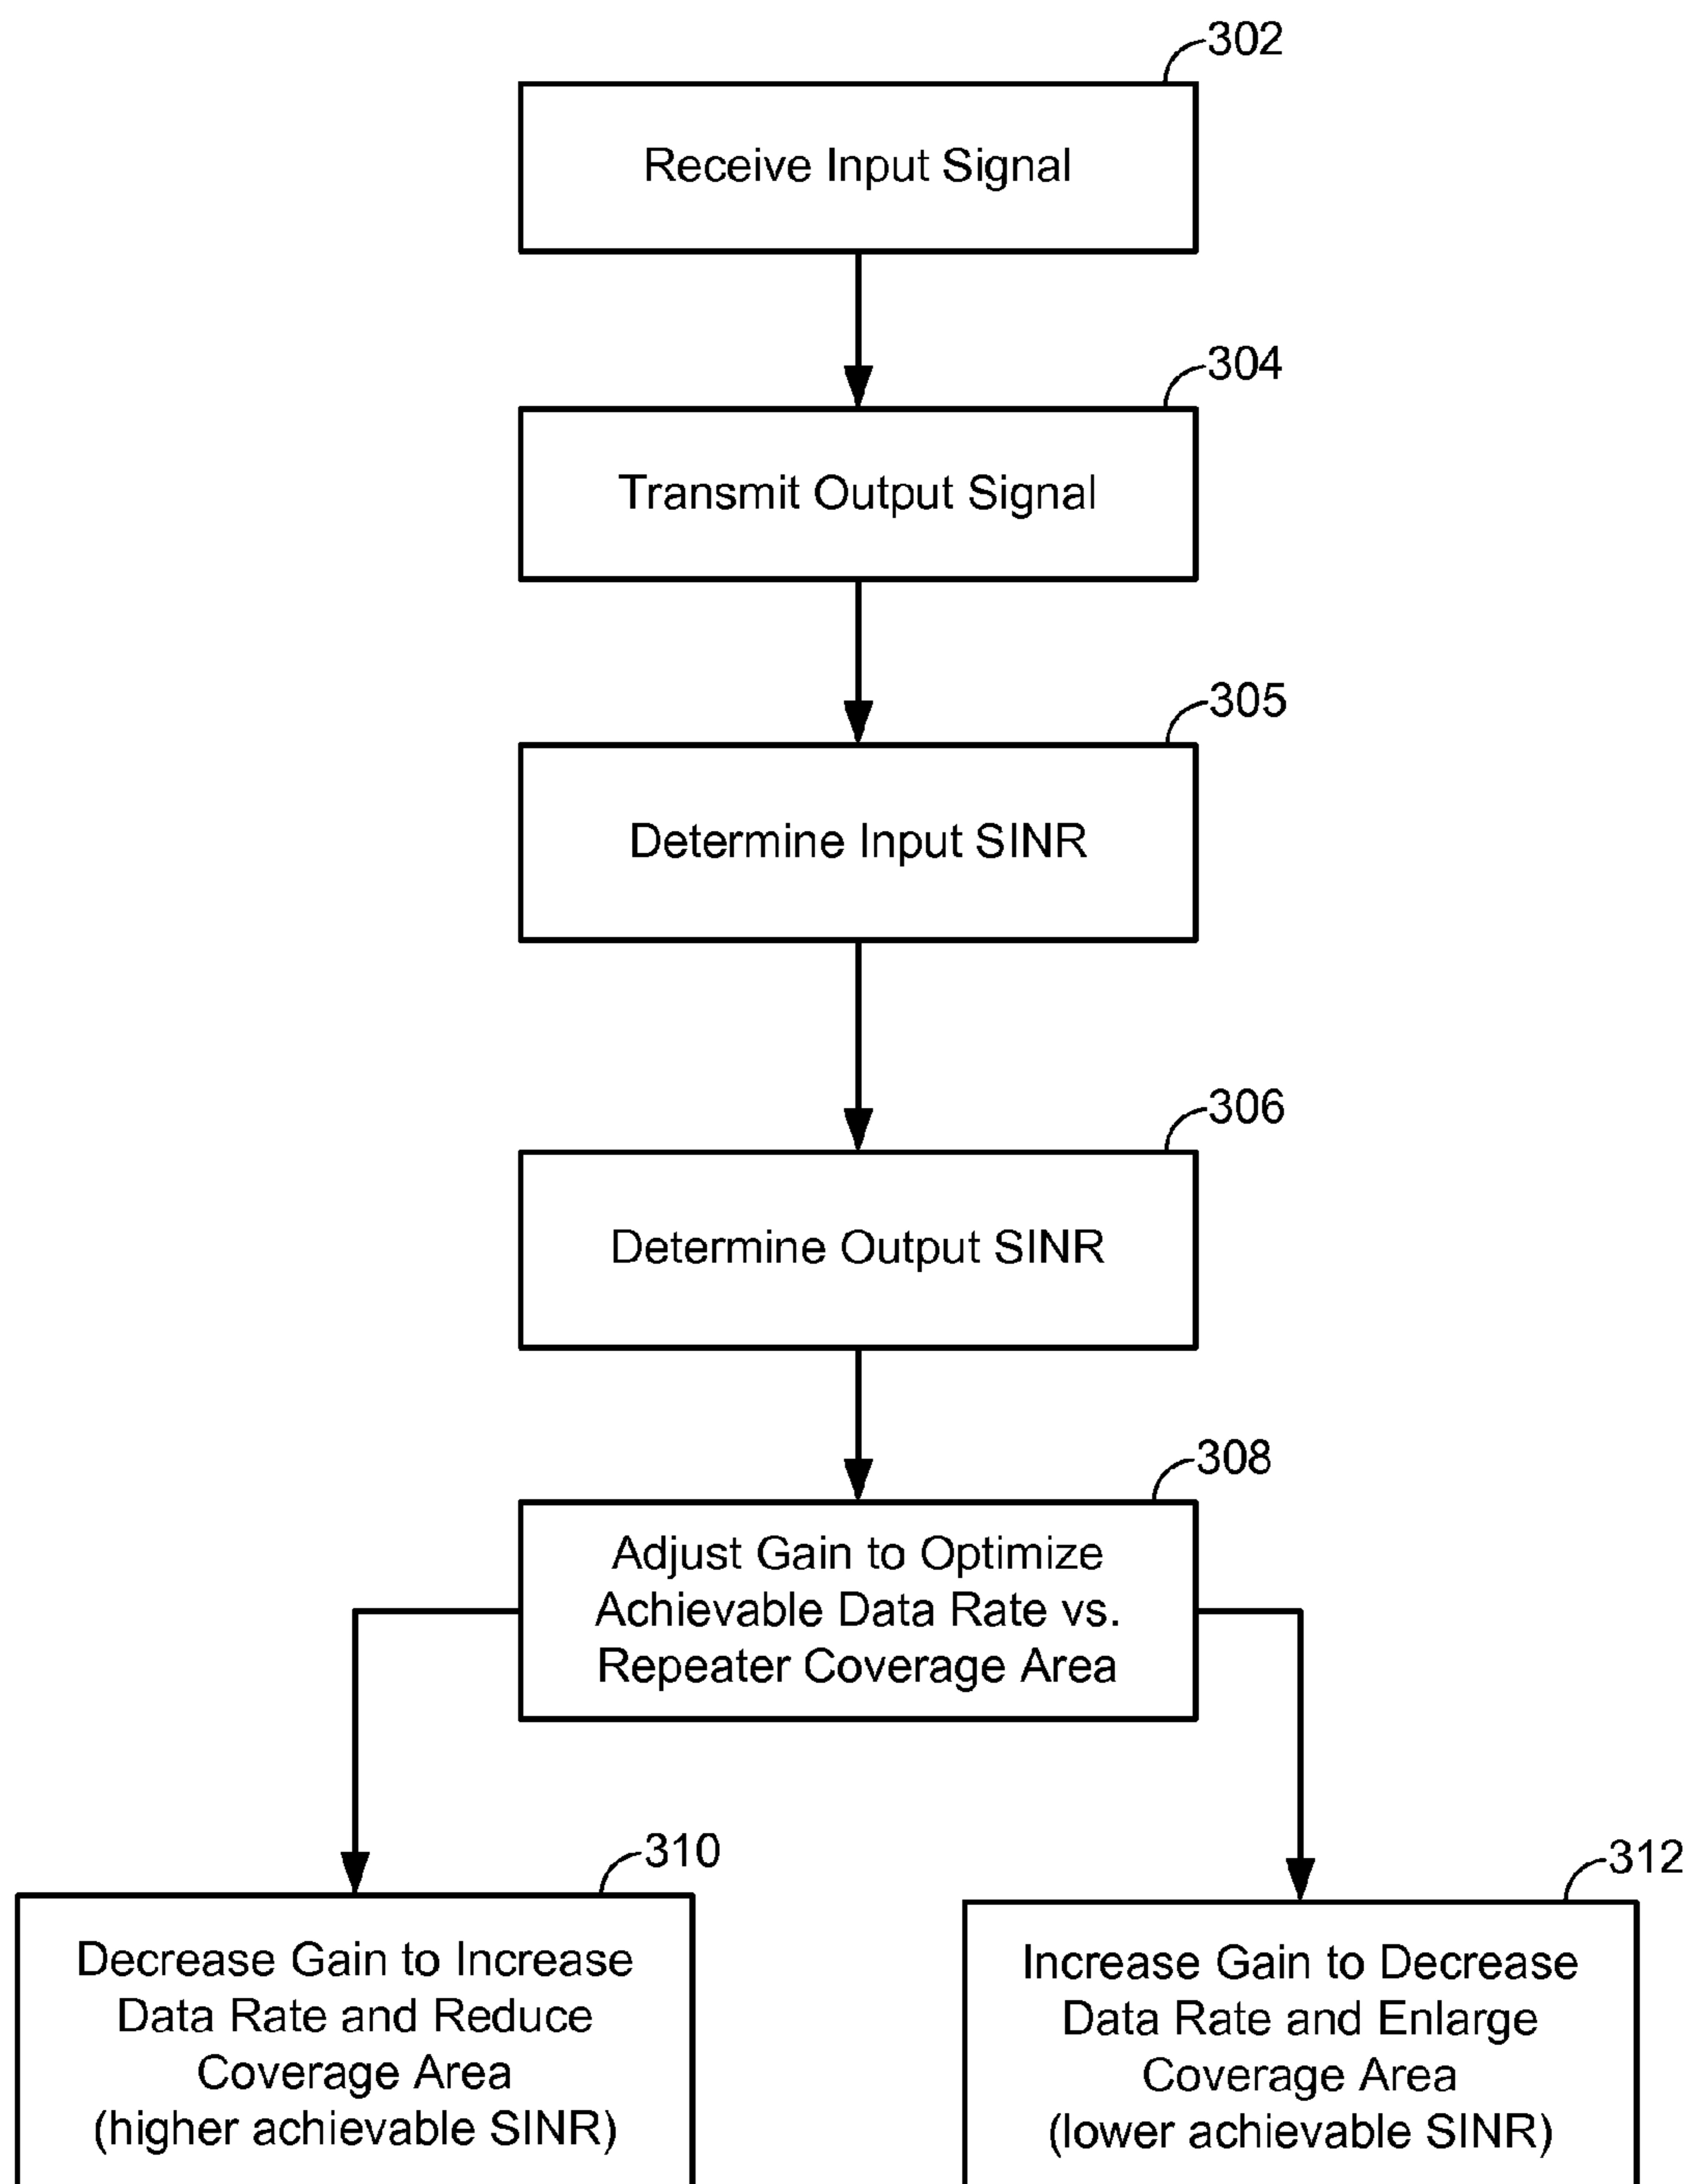 302
Receive Input Signal
304
Transmit Output Signal
305
Determine Input SINR
306
Determine Output SINR
308
Adjust Gain to Optimize
Achievable Data Rate vs.
Repeater Coverage Area
310
Decrease Gain to Increase
Data Rate and Reduce
Coverage Area
(higher achievable SINR)
312
Increase Gain to Decrease
Data Rate and Enlarge
Coverage Area
(lower achievable SINR)